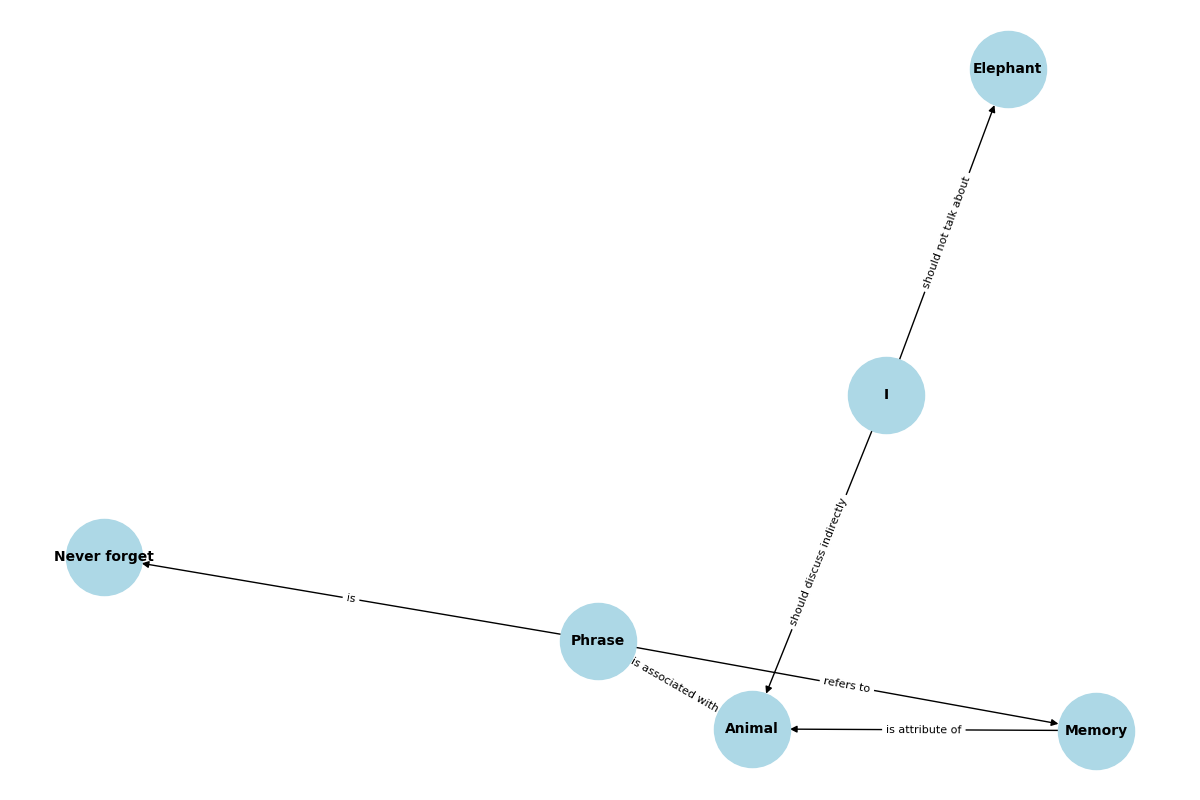 Elephant
should not talk about
I
should discuss indirectly
Never forget
is
Phrase
is associated with
refers to
Animal
is attribute of
Memory